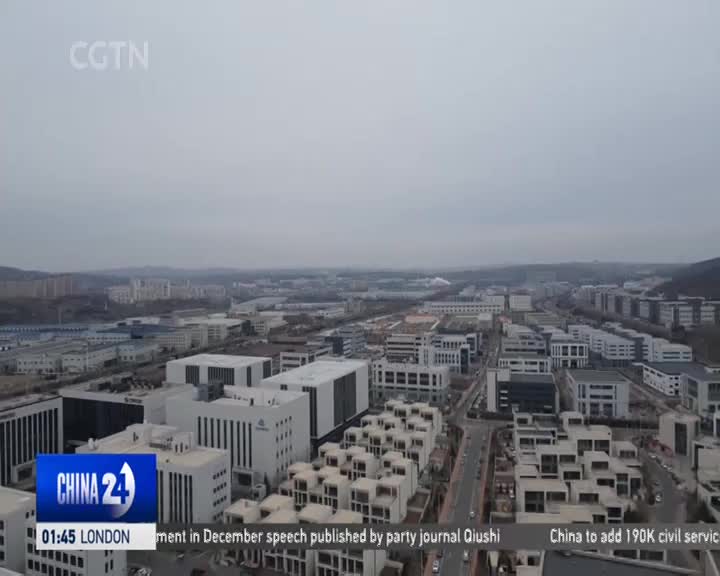 CGTN
CHINA 24
01:45 LONDON
ment in December speech published by party journal Qiushi
China to add 190K civil servic